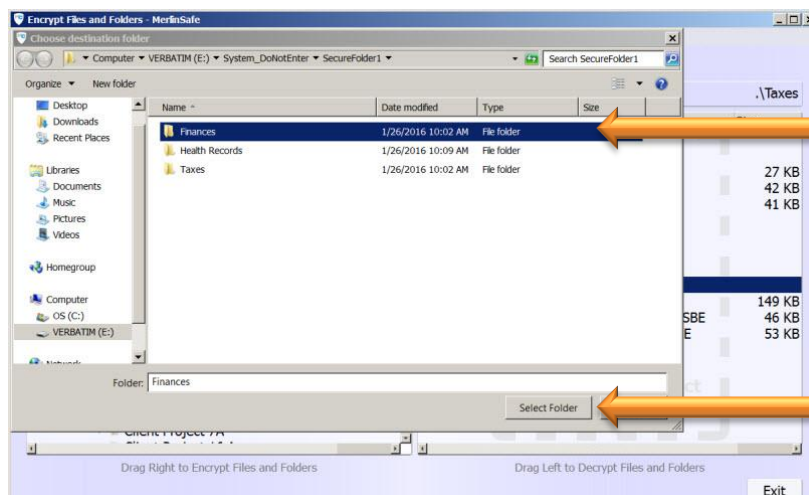 Encrypt Files and Folders - MerlinSafe
Choose destination folder
Computer VERBATIM (E:) System_DoNotEnter SecureFolder1 Search SecureFolder1
Organize New folder
.\Taxes
Name Date modified Type Size
Desktop
Downloads
Recent Places
Libraries
Documents
Music
Pictures
Videos
Homegroup
Computer
OS (C:)
VERBATIM (E:)
Network
Finances 1/26/2016 10:02 AM File folder
Health Records 1/26/2016 10:09 AM File folder
Taxes 1/26/2016 10:02 AM File folder
27 KB
42 KB
41 KB
149 KB
SBE 46 KB
E 53 KB
Folder: Finances
Select Folder
Client Project 7A
Drag Right to Encrypt Files and Folders Drag Left to Decrypt Files and Folders
Exit